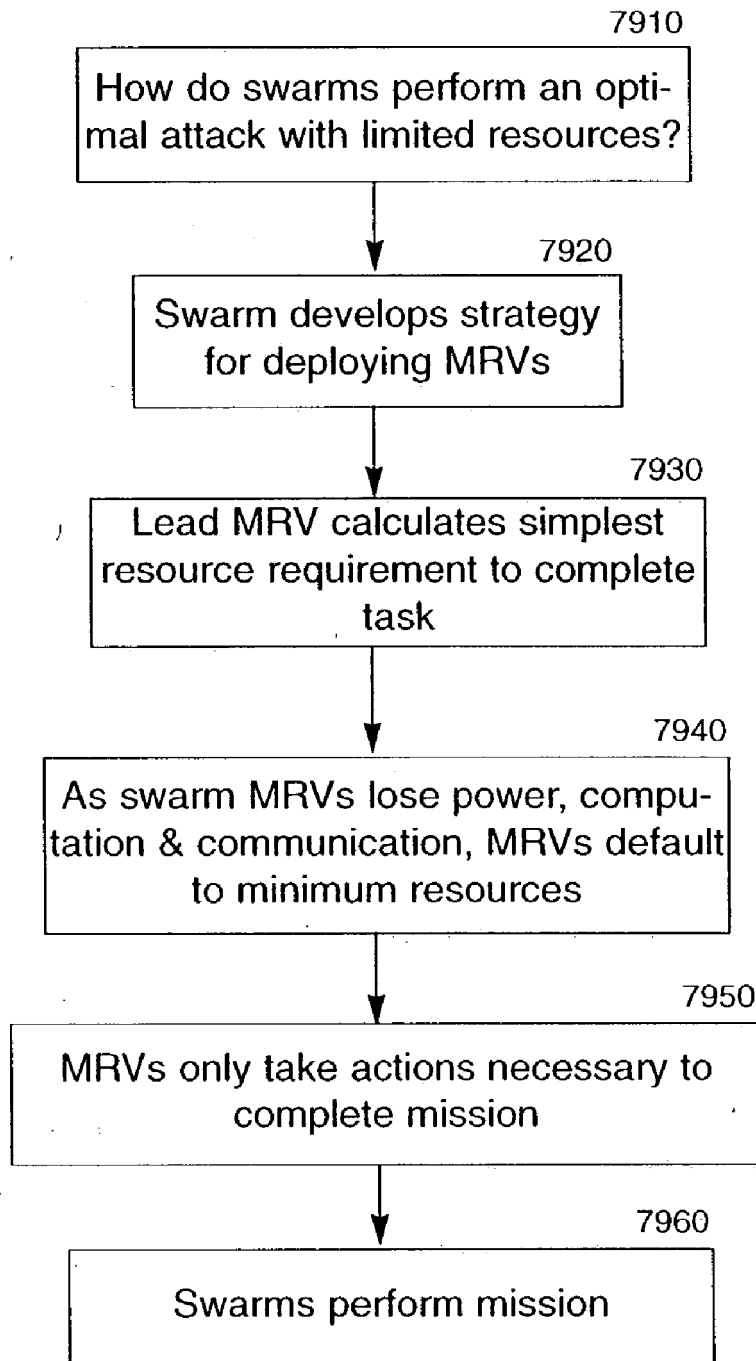 7910
How do swarms perform an opti-
mal attack with limited resources?
7920
Swarm develops strategy
for deploying MRVs
7930
Lead MRV calculates simplest
resource requirement to complete
task
7940
As swarm MRVs lose power, compu-
tation & communication, MRVs default
to minimum resources
7950
MRVs only take actions necessary to
complete mission
7960
Swarms perform mission